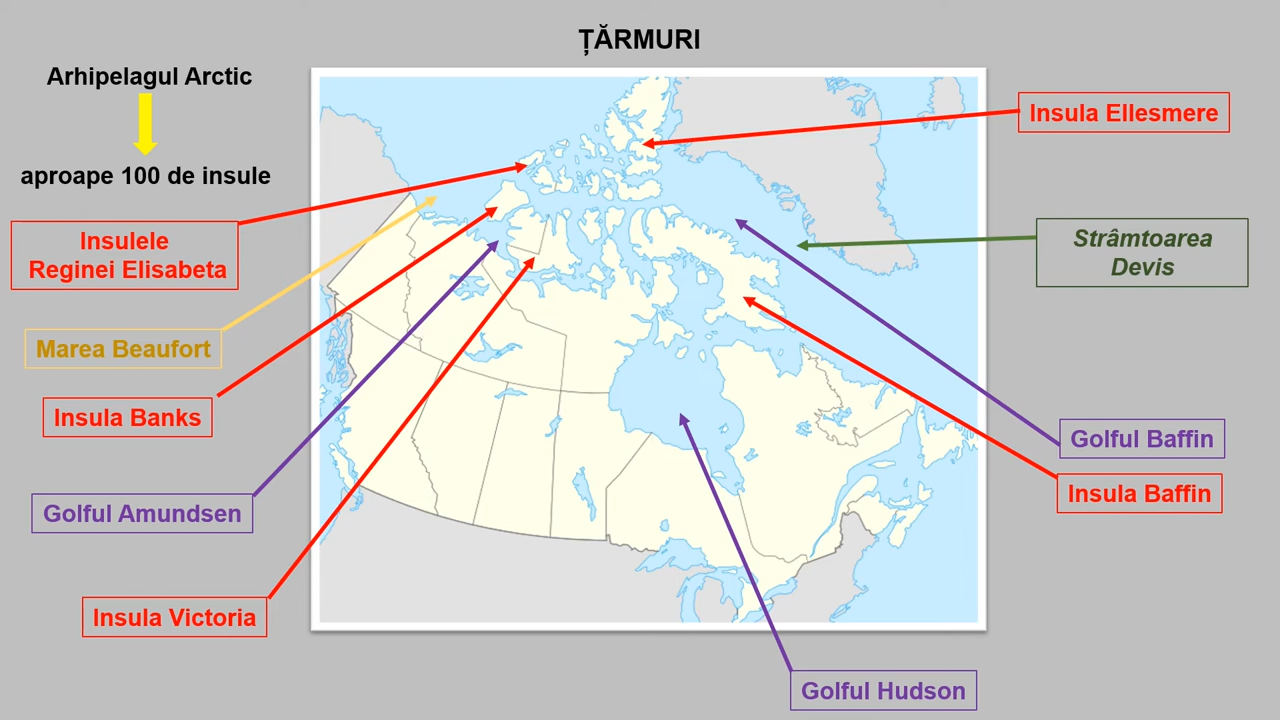 ȚĂRMURI
Arhipelagul Arctic
aproape 100 de insule
Insulele
Reginei Elisabeta
Marea Beaufort
Insula Banks
Golful Amundsen
Insula Victoria
Insula Ellesmere
Strâmtoarea
Devis
Golful Baffin
Insula Baffin
Golful Hudson